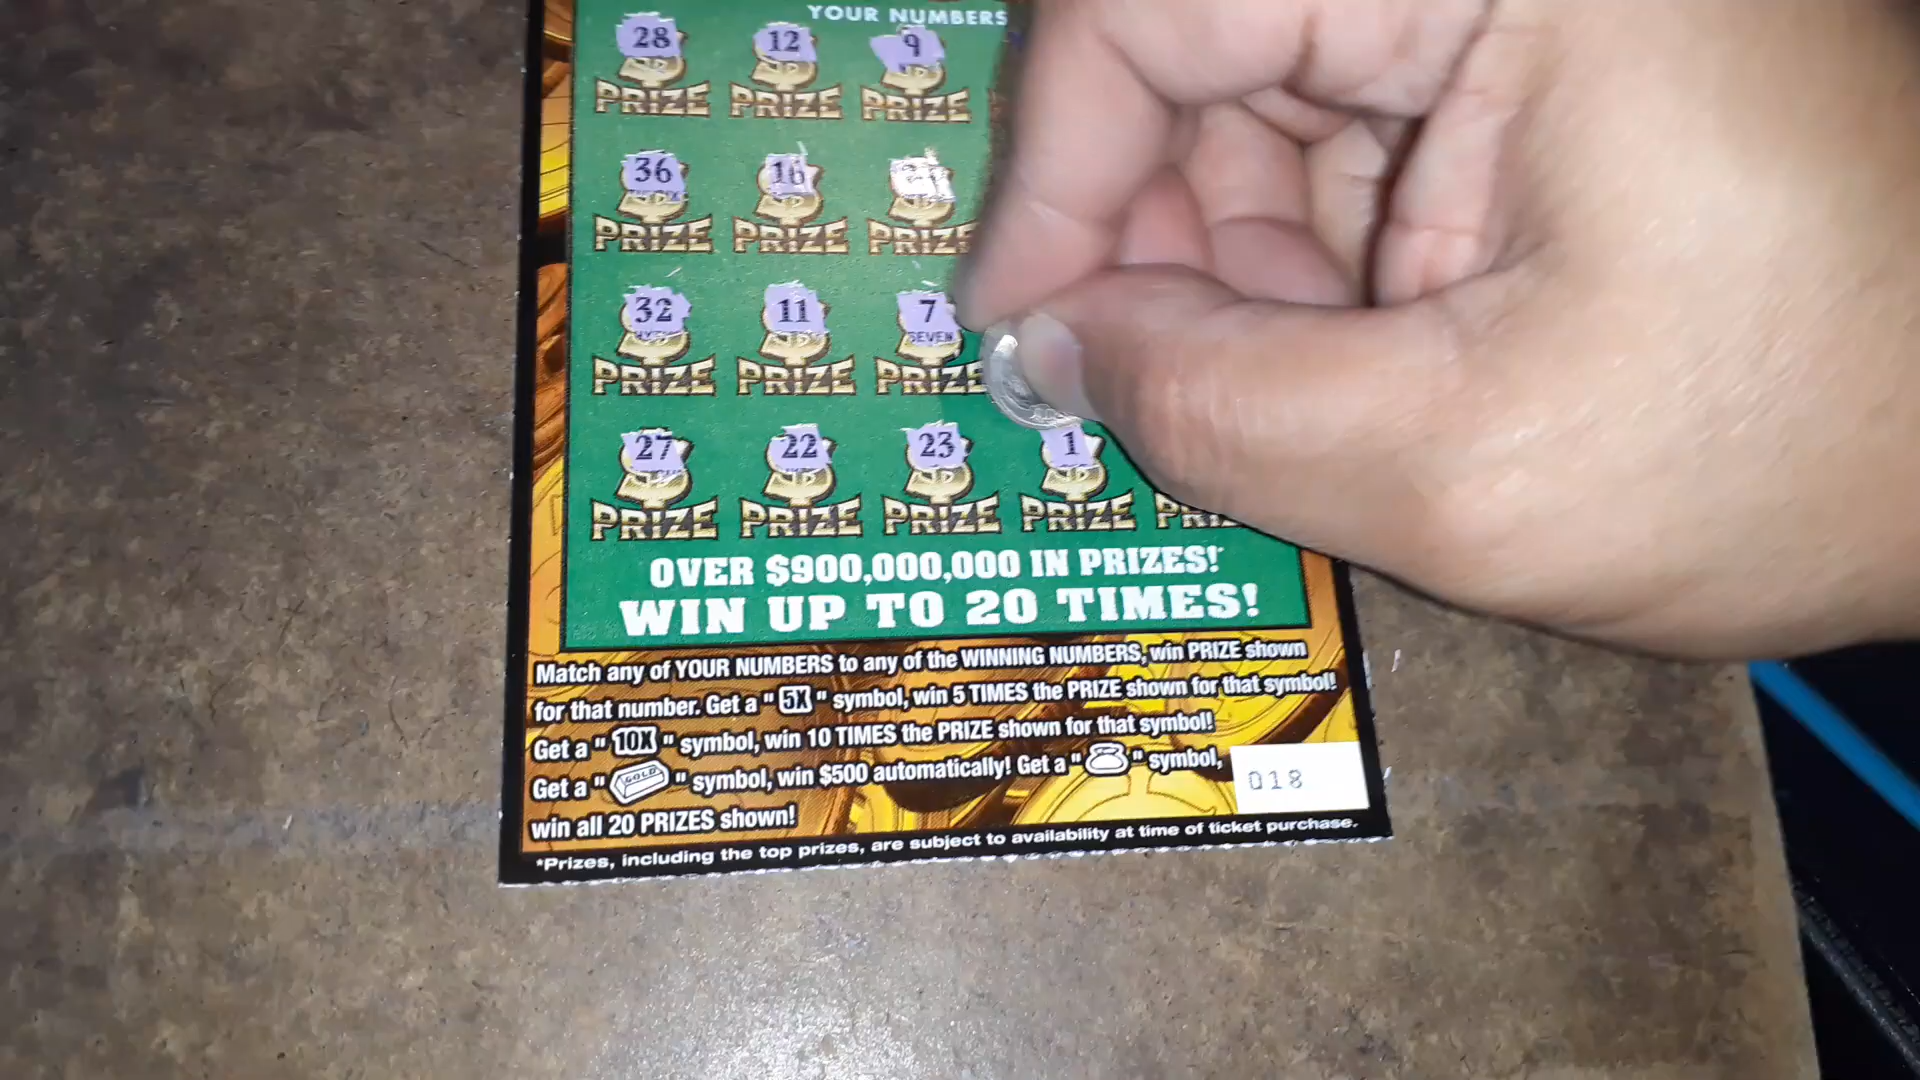 YOUR NUMBERS
28 12 9
PRIZE PRIZE PRIZE
36 16
PRIZE PRIZE PRIZE
32 11 7
SEVEN
PRIZE PRIZE PRIZE
27 22 23 1
PRIZE PRIZE PRIZE PRIZE
OVER $900,000,000 IN PRIZES!*
WIN UP TO 20 TIMES!
Match any of YOUR NUMBERS to any of the WINNING NUMBERS, win PRIZE shown
for that number. Get a "5X" symbol, win 5 TIMES the PRIZE shown for that symbol!
Get a "10X" symbol, win 10 TIMES the PRIZE shown for that symbol!
Get a "GOLD" symbol, win $500 automatically! Get a " " symbol,
win all 20 PRIZES shown!
018
*Prizes, including the top prizes, are subject to availability at time of ticket purchase.